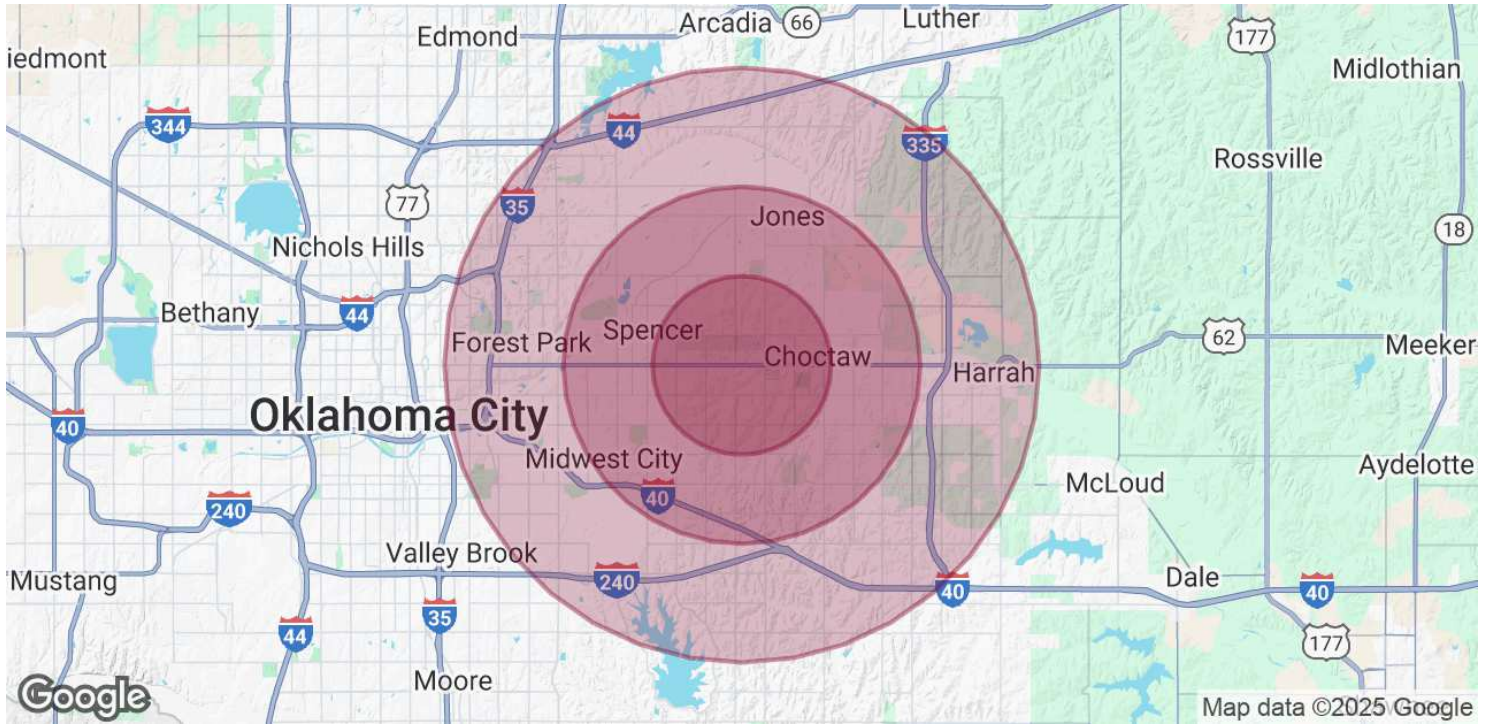 Arcadia 66
Luther
177
Edmond
iedmont
Midlothian
344
44
335
Rossville
77
35
Jones
18
Nichols Hills
Bethany
44
Spencer
62
Forest Park
Choctaw
Meeker
Harrah
Oklahoma City
40
Midwest City
Aydelotte
McLoud
40
240
Valley Brook
Mustang
240
Dale
40
40
35
44
177
Moore
Google
Map data ©2025 Google